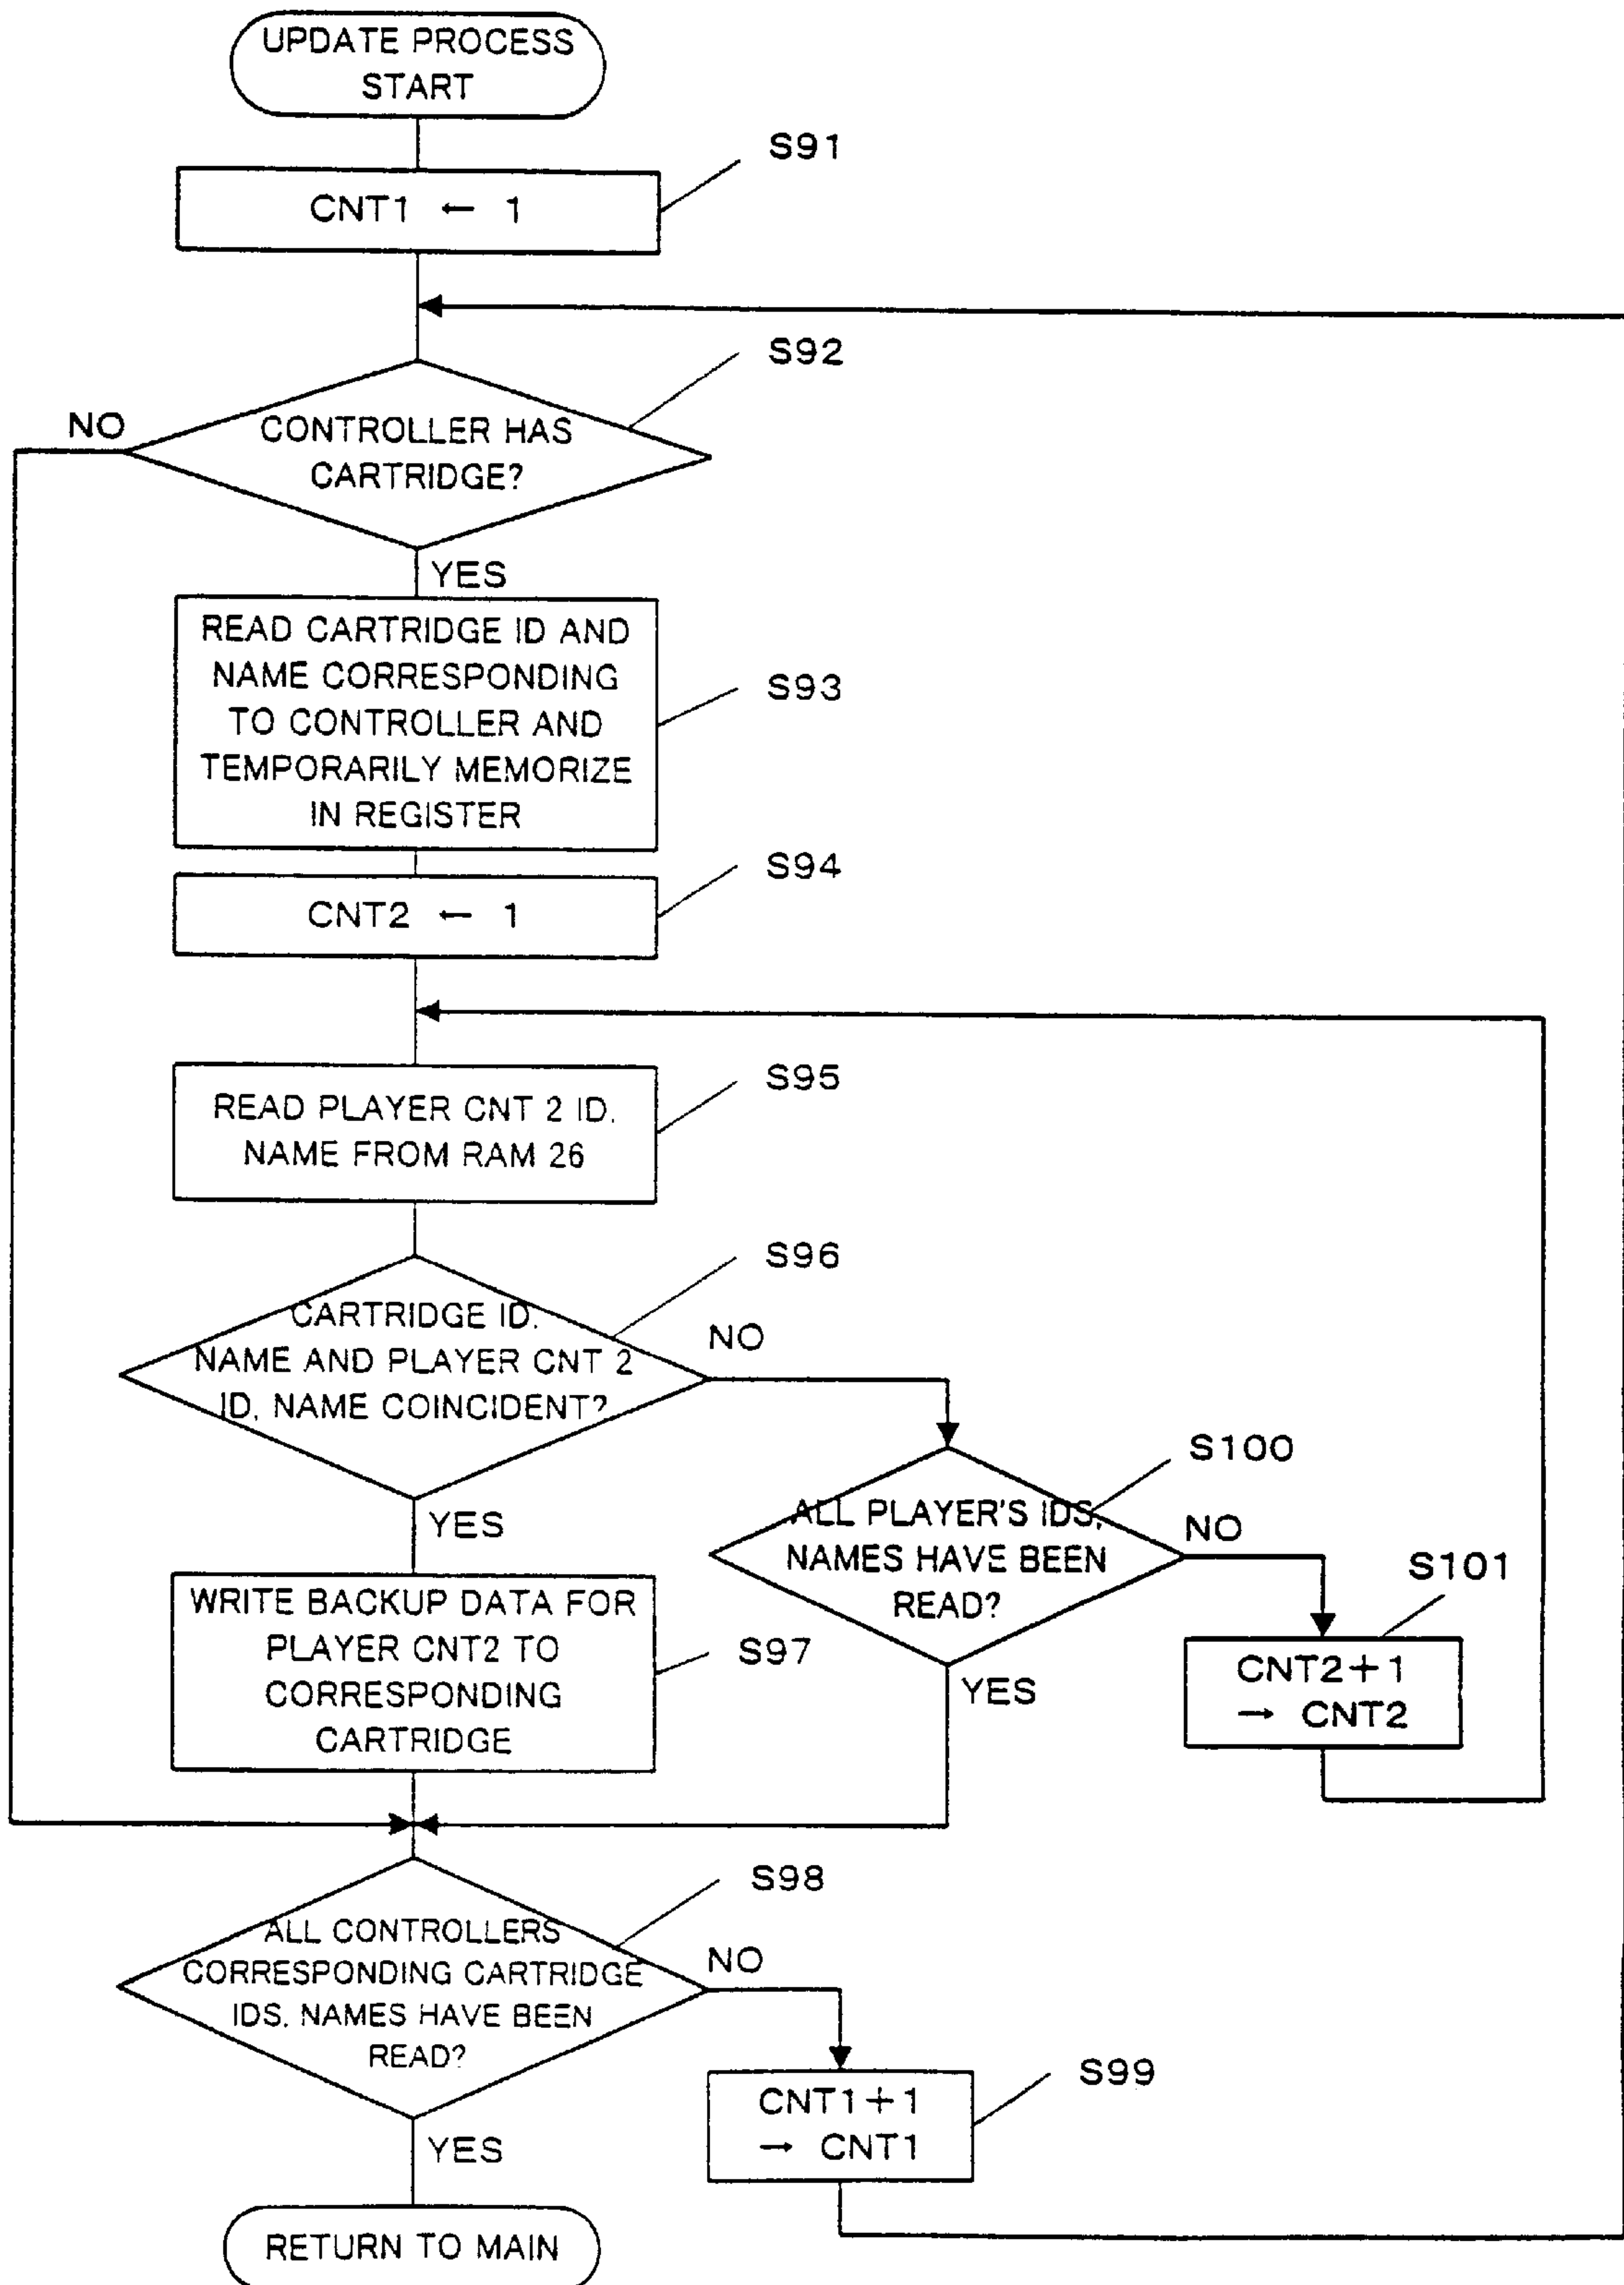 UPDATE PROCESS
START
S91
CNT1 ← 1
S92
NO
CONTROLLER HAS
CARTRIDGE?
YES
READ CARTRIDGE ID AND
NAME CORRESPONDING
TO CONTROLLER AND
TEMPORARILY MEMORIZE
IN REGISTER
S93
S94
CNT2 ← 1
S95
READ PLAYER CNT 2 ID.
NAME FROM RAM 26
S96
CARTRIDGE ID.
NAME AND PLAYER CNT 2
ID. NAME COINCIDENT?
NO
YES
S100
ALL PLAYER'S IDS,
NAMES HAVE BEEN
READ?
NO
YES
S101
CNT2+1
→ CNT2
WRITE BACKUP DATA FOR
PLAYER CNT2 TO
CORRESPONDING
CARTRIDGE
S97
S98
ALL CONTROLLERS
CORRESPONDING CARTRIDGE
IDS. NAMES HAVE BEEN
READ?
NO
YES
S99
CNT1+1
→ CNT1
RETURN TO MAIN